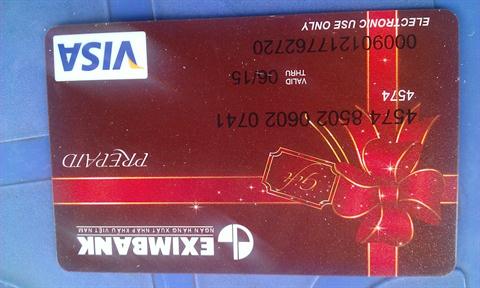 EXIMBANK
NGÂN HÀNG XUẤT NHẬP KHẨU VIỆT NAM
Gift
PREPAID
4574 8502 0602 0741
4574
VALID THRU 06/15
000901217762720
ELECTRONIC USE ONLY
VISA